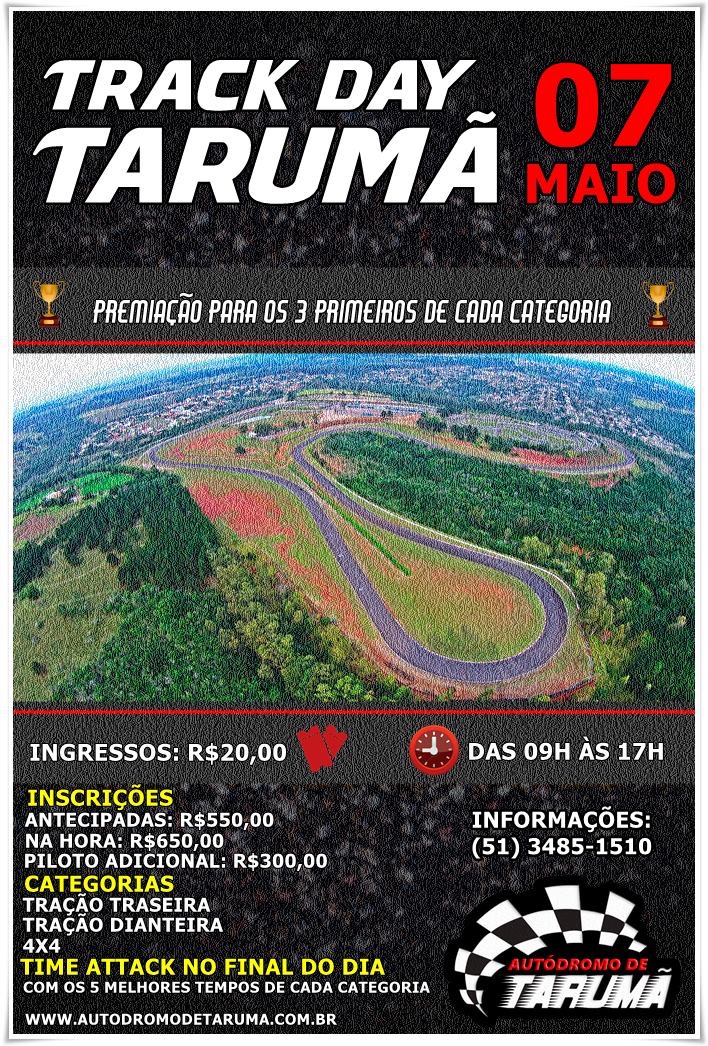 TRACK DAY
TARUMÃ
07
MAIO
PREMIAÇÃO PARA OS 3 PRIMEIROS DE CADA CATEGORIA
INGRESSOS: R$20,00
DAS 09H ÀS 17H
INSCRIÇÕES
ANTECIPADAS: R$550,00
NA HORA: R$650,00
PILOTO ADICIONAL: R$300,00
INFORMAÇÕES:
(51) 3485-1510
CATEGORIAS
TRAÇÃO TRASEIRA
TRAÇÃO DIANTEIRA
4X4
TIME ATTACK NO FINAL DO DIA
COM OS 5 MELHORES TEMPOS DE CADA CATEGORIA
AUTÓDROMO DE
TARUMÃ
WWW.AUTODROMODETARUMA.COM.BR